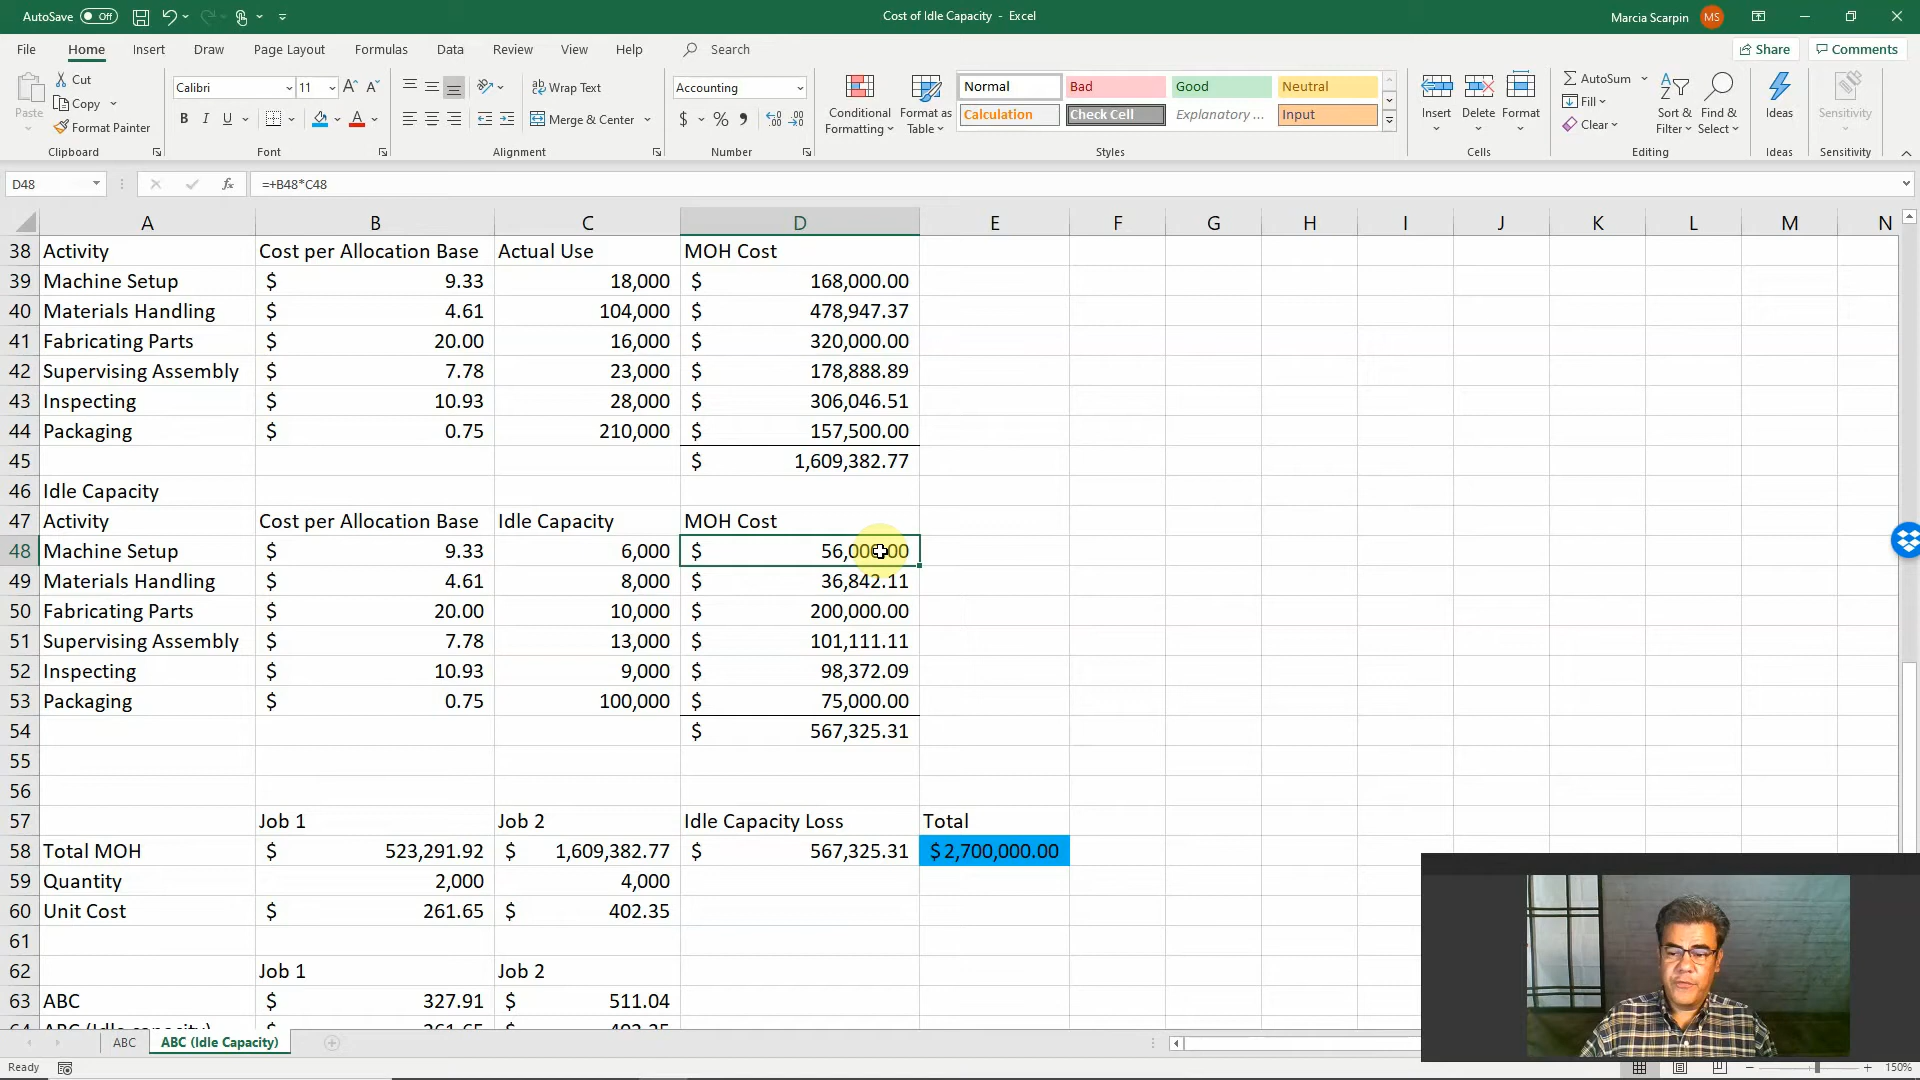 AutoSave Off
Cost of Idle Capacity - Excel
Marcia Scarpin MS
File Home Insert Draw Page Layout Formulas Data Review View Help Search Share Comments
Paste
Cut
Copy
Format Painter
Calibri 11
B I U
Wrap Text
Merge & Center
Accounting
$ %
Conditional Formatting
Format as Table
Normal Bad Good Neutral
Calculation Check Cell Explanatory ... Input
Insert Delete Format
AutoSum
Fill
Clear
Sort & Filter
Find & Select
Ideas
Sensitivity
Clipboard Font Alignment Number Styles Cells Editing Ideas Sensitivity
D48 fx =+B48*C48
A B C D E F G H I J K L M N
38 Activity Cost per Allocation Base Actual Use MOH Cost
39 Machine Setup $ 9.33 18,000 $ 168,000.00
40 Materials Handling $ 4.61 104,000 $ 478,947.37
41 Fabricating Parts $ 20.00 16,000 $ 320,000.00
42 Supervising Assembly $ 7.78 23,000 $ 178,888.89
43 Inspecting $ 10.93 28,000 $ 306,046.51
44 Packaging $ 0.75 210,000 $ 157,500.00
45 $ 1,609,382.77
46 Idle Capacity
47 Activity Cost per Allocation Base Idle Capacity MOH Cost
48 Machine Setup $ 9.33 6,000 $ 56,000.00
49 Materials Handling $ 4.61 8,000 $ 36,842.11
50 Fabricating Parts $ 20.00 10,000 $ 200,000.00
51 Supervising Assembly $ 7.78 13,000 $ 101,111.11
52 Inspecting $ 10.93 9,000 $ 98,372.09
53 Packaging $ 0.75 100,000 $ 75,000.00
54 $ 567,325.31
55
56
57 Job 1 Job 2 Idle Capacity Loss Total
58 Total MOH $ 523,291.92 $ 1,609,382.77 $ 567,325.31 $2,700,000.00
59 Quantity 2,000 4,000
60 Unit Cost $ 261.65 $ 402.35
61
62 Job 1 Job 2
63 ABC $ 327.91 $ 511.04
64 ABC (Idle capacity) $ 261.65 $ 402.35
ABC ABC (Idle Capacity)
Ready
150%